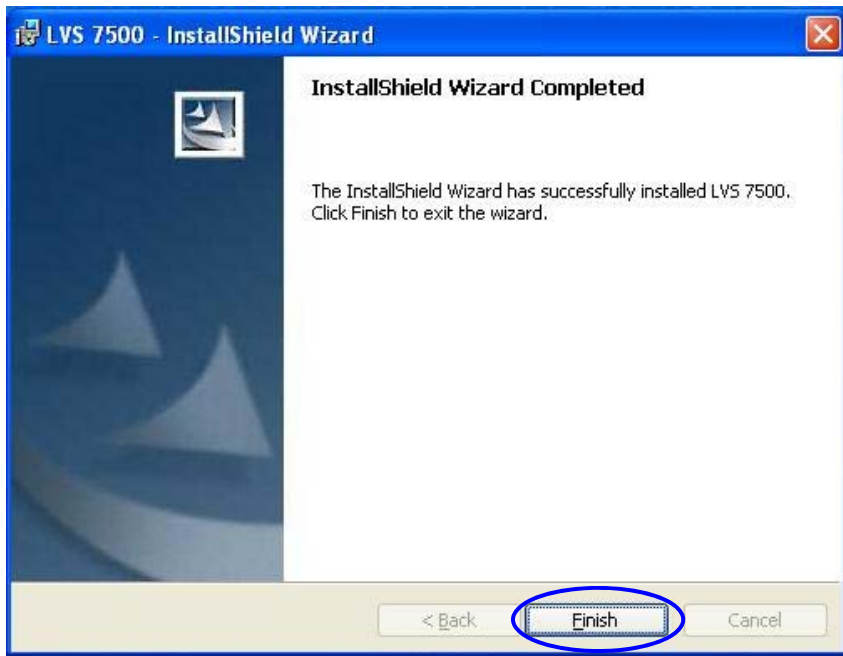 LVS 7500 - InstallShield Wizard
InstallShield Wizard Completed
The InstallShield Wizard has successfully installed LVS 7500.
Click Finish to exit the wizard.
< Back
Finish
Cancel